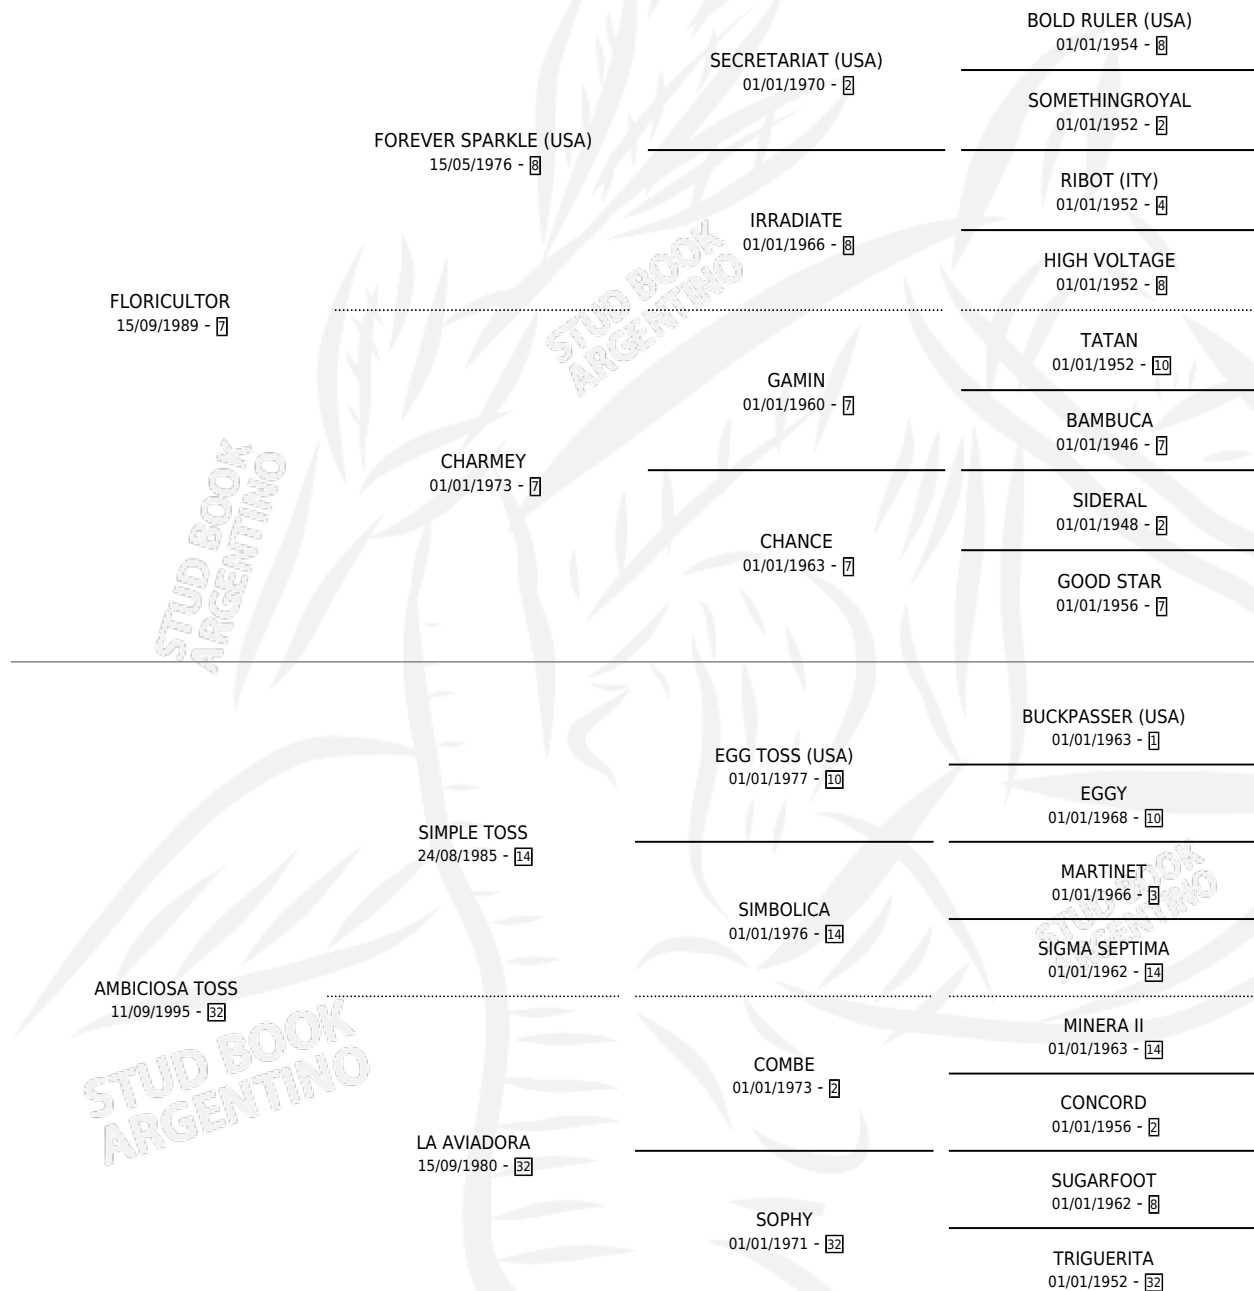 BOLD RULER (USA)
01/01/1954 - 8
SECRETARIAT (USA)
01/01/1970 - 2
SOMETHINGROYAL
01/01/1952 - 2
FOREVER SPARKLE (USA)
15/05/1976 - 8
RIBOT (ITY)
01/01/1952 - 4
IRRADIATE
01/01/1966 - 8
HIGH VOLTAGE
01/01/1952 - 8
FLORICULTOR
15/09/1989 - 7
STUD BOOK
ARGENTINO
TATAN
01/01/1952 - 10
GAMIN
01/01/1960 - 7
BAMBUCA
01/01/1946 - 7
CHARMEY
01/01/1973 - 7
SIDERAL
01/01/1948 - 2
CHANCE
01/01/1963 - 7
GOOD STAR
01/01/1956 - 7
STUD BOOK
ARGENTINO
BUCKPASSER (USA)
01/01/1963 - 1
EGG TOSS (USA)
01/01/1977 - 10
EGGY
01/01/1968 - 10
SIMPLE TOSS
24/08/1985 - 14
MARTINET
01/01/1966 - 3
SIMBOLICA
01/01/1976 - 14
STUD BOOK
ARGENTINO
SIGMA SEPTIMA
01/01/1962 - 14
AMBICIOSA TOSS
11/09/1995 - 32
MINERA II
01/01/1963 - 14
COMBE
01/01/1973 - 2
CONCORD
01/01/1956 - 2
STUD BOOK
ARGENTINO
LA AVIADORA
15/09/1980 - 32
SUGARFOOT
01/01/1962 - 8
SOPHY
01/01/1971 - 32
TRIGUERITA
01/01/1952 - 32